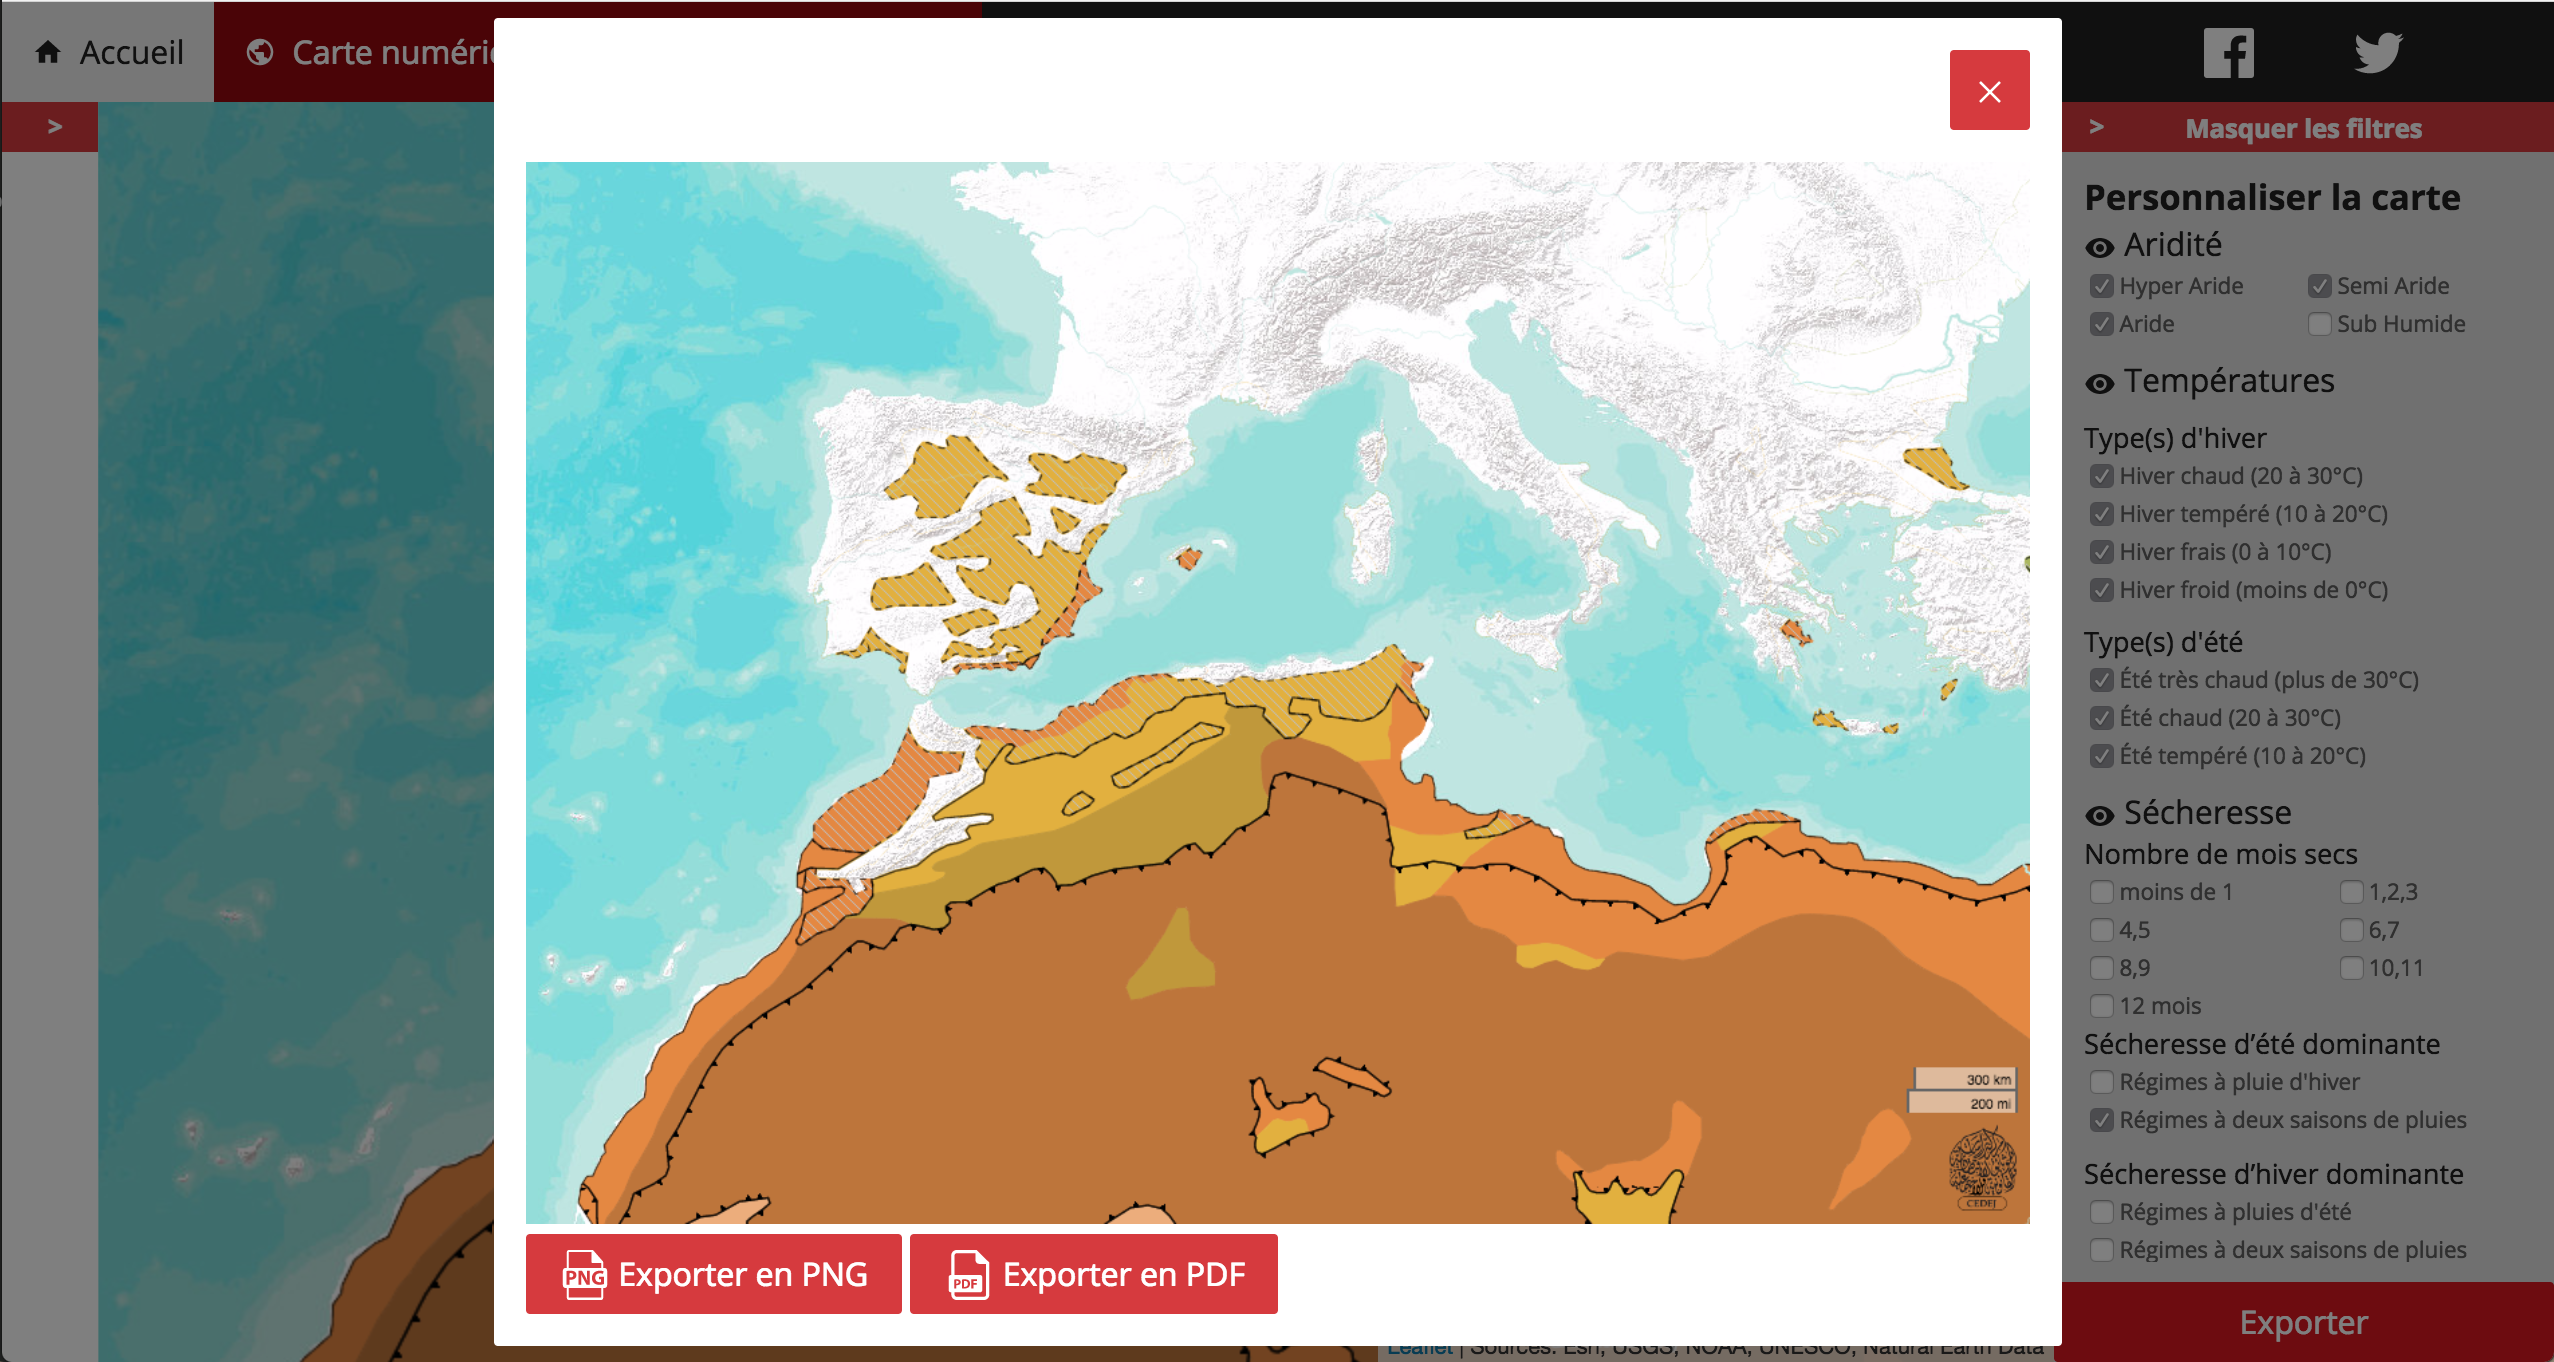 Accueil
Carte numéri
>
> Masquer les filtres
Personnaliser la carte
Aridité
Hyper Aride Semi Aride
Aride Sub Humide
Températures
Type(s) d'hiver
Hiver chaud (20 à 30°C)
Hiver tempéré (10 à 20°C)
Hiver frais (0 à 10°C)
Hiver froid (moins de 0°C)
Type(s) d'été
Été très chaud (plus de 30°C)
Été chaud (20 à 30°C)
Été tempéré (10 à 20°C)
Sécheresse
Nombre de mois secs
moins de 1 1,2,3
4,5 6,7
8,9 10,11
12 mois
Sécheresse d’été dominante
Régimes à pluie d'hiver
Régimes à deux saisons de pluies
Sécheresse d’hiver dominante
Régimes à pluies d'été
Régimes à deux saisons de pluies
Exporter
300 km
200 mi
CEDEJ
PNG Exporter en PNG
PDF Exporter en PDF
Leaflet | Sources: Esri, USGS, NOAA, UNESCO, Natural Earth Data